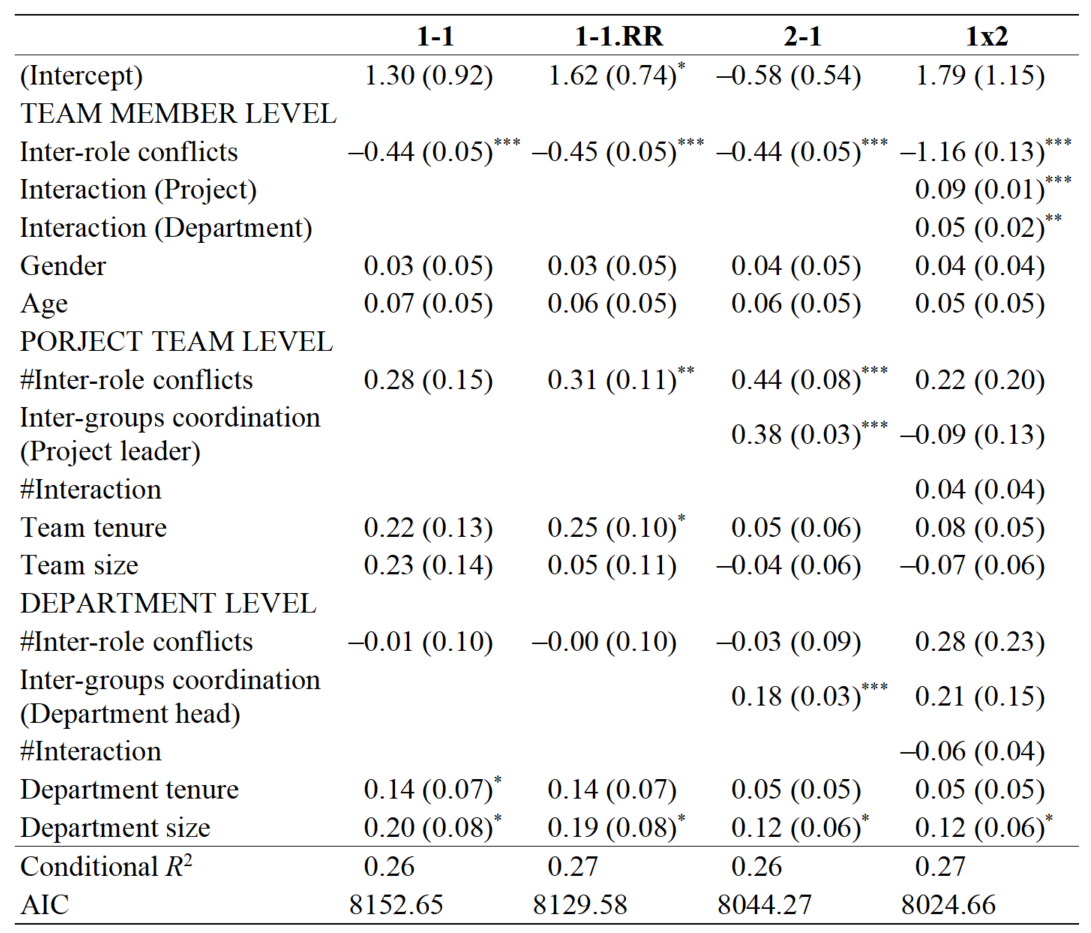 1-1 1-1.RR 2-1 1x2
(Intercept) 1.30 (0.92) 1.62 (0.74)* –0.58 (0.54) 1.79 (1.15)
TEAM MEMBER LEVEL
Inter-role conflicts –0.44 (0.05)*** –0.45 (0.05)*** –0.44 (0.05)*** –1.16 (0.13)***
Interaction (Project) 0.09 (0.01)***
Interaction (Department) 0.05 (0.02)**
Gender 0.03 (0.05) 0.03 (0.05) 0.04 (0.05) 0.04 (0.04)
Age 0.07 (0.05) 0.06 (0.05) 0.06 (0.05) 0.05 (0.05)
PORJECT TEAM LEVEL
#Inter-role conflicts 0.28 (0.15) 0.31 (0.11)** 0.44 (0.08)*** 0.22 (0.20)
Inter-groups coordination
(Project leader) 0.38 (0.03)*** –0.09 (0.13)
#Interaction 0.04 (0.04)
Team tenure 0.22 (0.13) 0.25 (0.10)* 0.05 (0.06) 0.08 (0.05)
Team size 0.23 (0.14) 0.05 (0.11) –0.04 (0.06) –0.07 (0.06)
DEPARTMENT LEVEL
#Inter-role conflicts –0.01 (0.10) –0.00 (0.10) –0.03 (0.09) 0.28 (0.23)
Inter-groups coordination
(Department head) 0.18 (0.03)*** 0.21 (0.15)
#Interaction –0.06 (0.04)
Department tenure 0.14 (0.07)* 0.14 (0.07) 0.05 (0.05) 0.05 (0.05)
Department size 0.20 (0.08)* 0.19 (0.08)* 0.12 (0.06)* 0.12 (0.06)*
Conditional R² 0.26 0.27 0.26 0.27
AIC 8152.65 8129.58 8044.27 8024.66